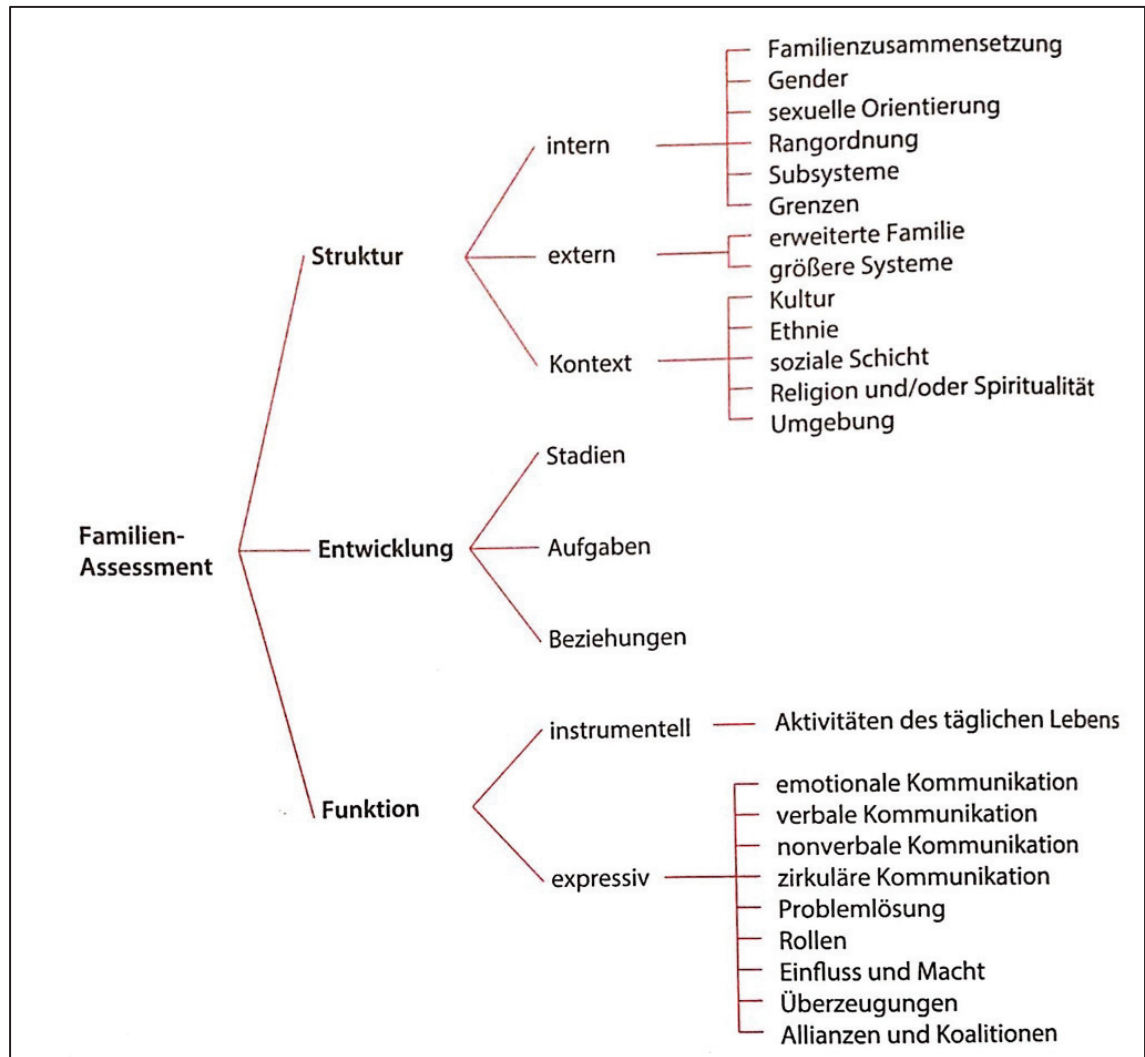 Familienzusammensetzung
Gender
sexuelle Orientierung
intern
Rangordnung
Subsysteme
Grenzen
Struktur
extern
erweiterte Familie
größere Systeme
Kultur
Ethnie
Kontext
soziale Schicht
Religion und/oder Spiritualität
Umgebung
Stadien
Familien-
Assessment
Entwicklung
Aufgaben
Beziehungen
instrumentell
Aktivitäten des täglichen Lebens
Funktion
emotionale Kommunikation
verbale Kommunikation
nonverbale Kommunikation
expressiv
zirkuläre Kommunikation
Problemlösung
Rollen
Einfluss und Macht
Überzeugungen
Allianzen und Koalitionen